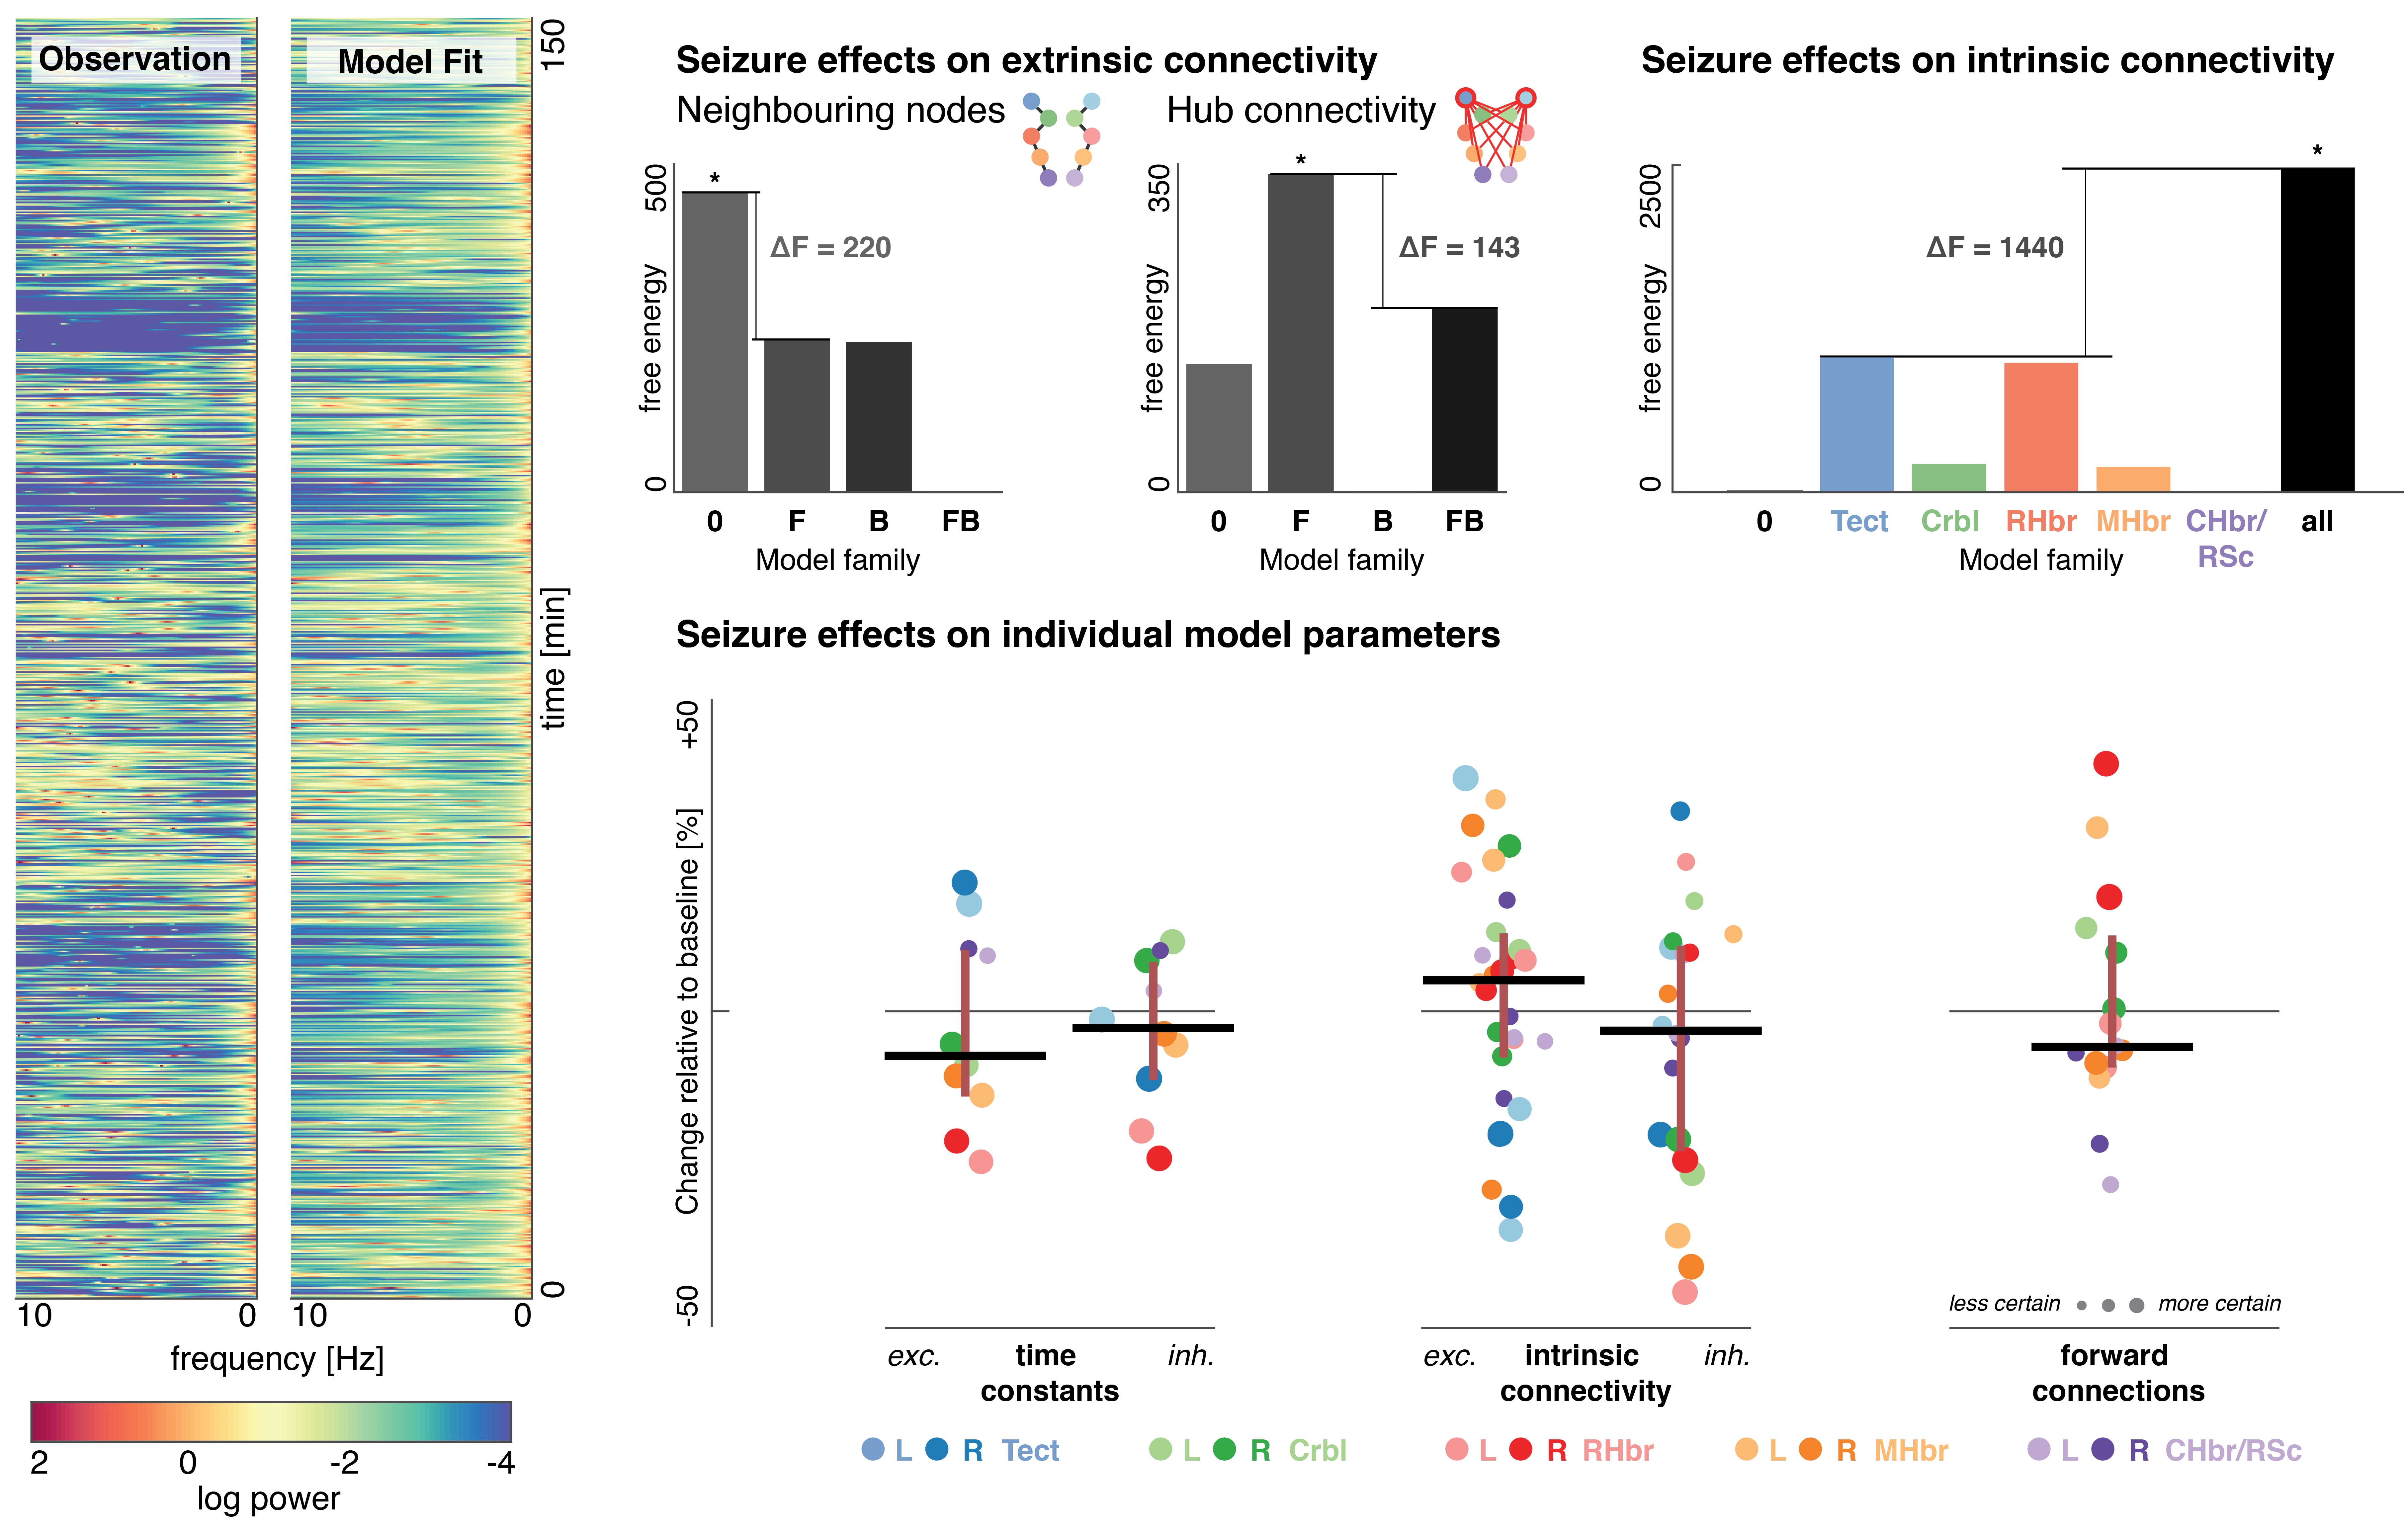 Observation
Model Fit
150
time [min]
0
10
0
10
0
frequency [Hz]
2
0
-2
-4
log power
Seizure effects on extrinsic connectivity
Neighbouring nodes
500
free energy
0
*
ΔF = 220
0
F
B
FB
Model family
Hub connectivity
350
free energy
0
*
ΔF = 143
0
F
B
FB
Model family
Seizure effects on intrinsic connectivity
2500
free energy
0
*
ΔF = 1440
0
Tect
Crbl
RHbr
MHbr
CHbr/
RSc
all
Model family
Seizure effects on individual model parameters
+50
Change relative to baseline [%]
-50
less certain
more certain
exc.
time
inh.
constants
exc.
intrinsic
inh.
connectivity
forward
connections
L R Tect
L R Crbl
L R RHbr
L R MHbr
L R CHbr/RSc